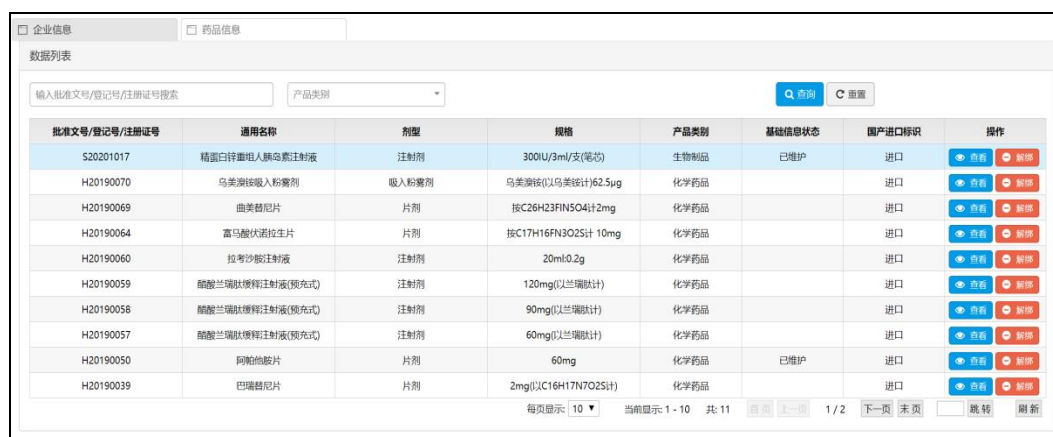 企业信息 药品信息
数据列表
输入批准文号/登记号/注册证号搜索 产品类别 查询 重置
批准文号/登记号/注册证号 通用名称 剂型 规格 产品类别 基础信息状态 国产进口标识 操作
S20201017 精蛋白锌重组人胰岛素注射液 注射剂 300IU/3ml/支(笔芯) 生物制品 已维护 进口 查看 解绑
H20190070 乌美溴铵吸入粉雾剂 吸入粉雾剂 乌美溴铵(以乌美铵计)62.5μg 化学药品 进口 查看 解绑
H20190069 曲美替尼片 片剂 按C26H23FIN5O4计2mg 化学药品 进口 查看 解绑
H20190064 富马酸伏诺拉生片 片剂 按C17H16FN3O2S计 10mg 化学药品 进口 查看 解绑
H20190060 拉考沙胺注射液 注射剂 20ml:0.2g 化学药品 进口 查看 解绑
H20190059 醋酸兰瑞肽缓释注射液(预充式) 注射剂 120mg(以兰瑞肽计) 化学药品 进口 查看 解绑
H20190058 醋酸兰瑞肽缓释注射液(预充式) 注射剂 90mg(以兰瑞肽计) 化学药品 进口 查看 解绑
H20190057 醋酸兰瑞肽缓释注射液(预充式) 注射剂 60mg(以兰瑞肽计) 化学药品 进口 查看 解绑
H20190050 阿帕他胺片 片剂 60mg 化学药品 已维护 进口 查看 解绑
H20190039 巴瑞替尼片 片剂 2mg(以C16H17N7O2S计) 化学药品 进口 查看 解绑
每页显示: 10 ▼ 当前显示: 1 - 10 共: 11 首页 上一页 1 / 2 下一页 末页 跳转 刷新